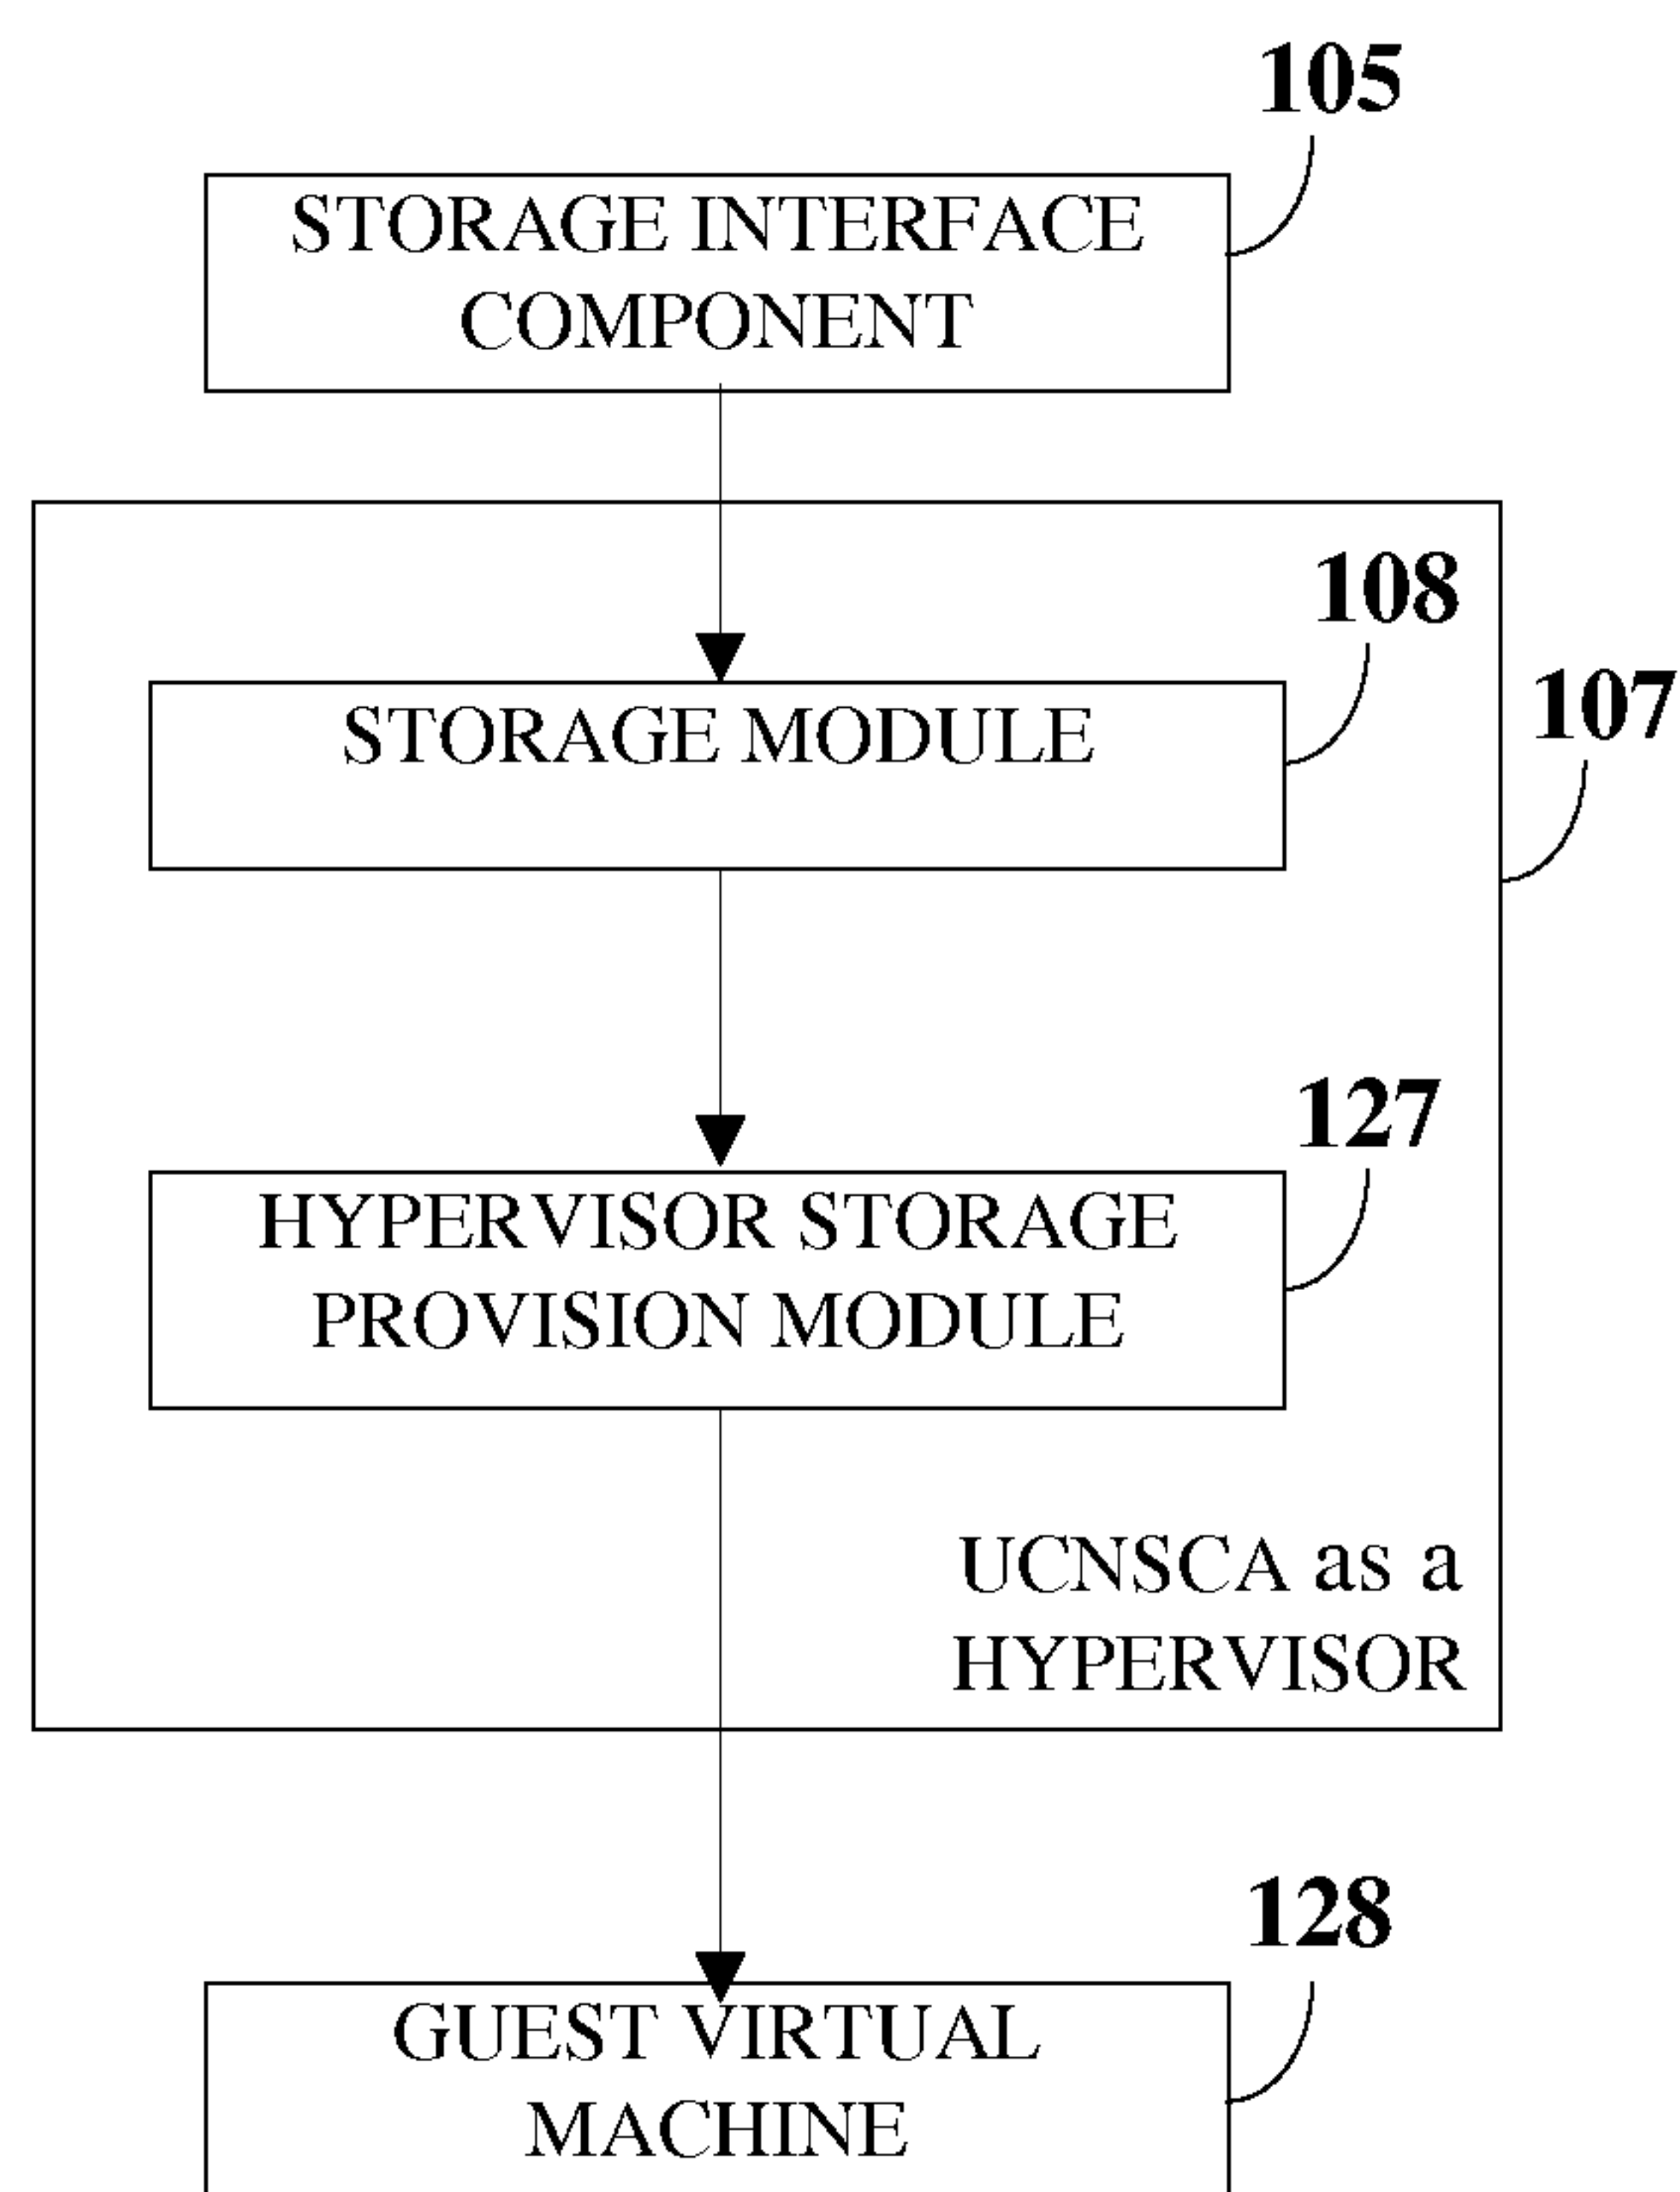 105
STORAGE INTERFACE
COMPONENT
108
107
STORAGE MODULE
127
HYPERVISOR STORAGE
PROVISION MODULE
UCNSCA as a
HYPERVISOR
128
GUEST VIRTUAL
MACHINE